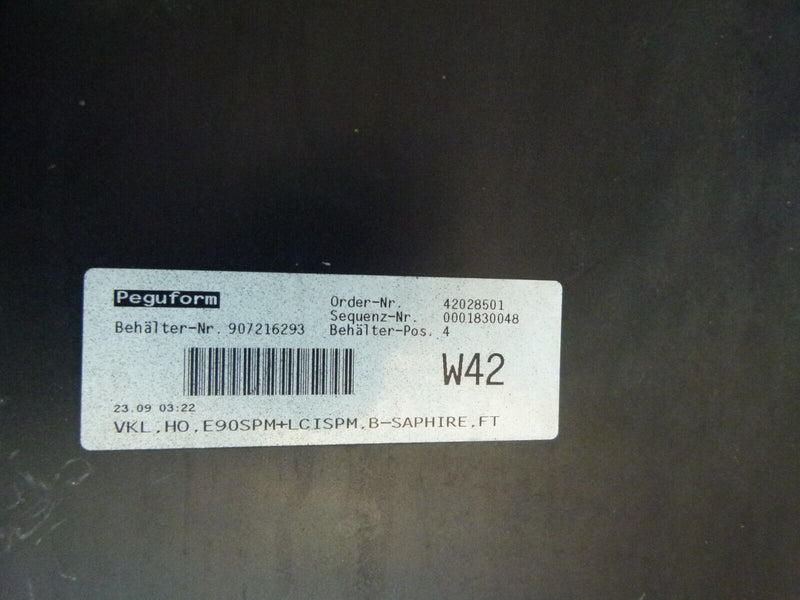 Peguform
Order-Nr. 42028501
Sequenz-Nr. 0001830048
Behälter-Nr. 907216293 Behälter-Pos. 4
W42
23.09 03:22
VKL,HO,E90SPM+LCISPM,B-SAPHIRE,FT